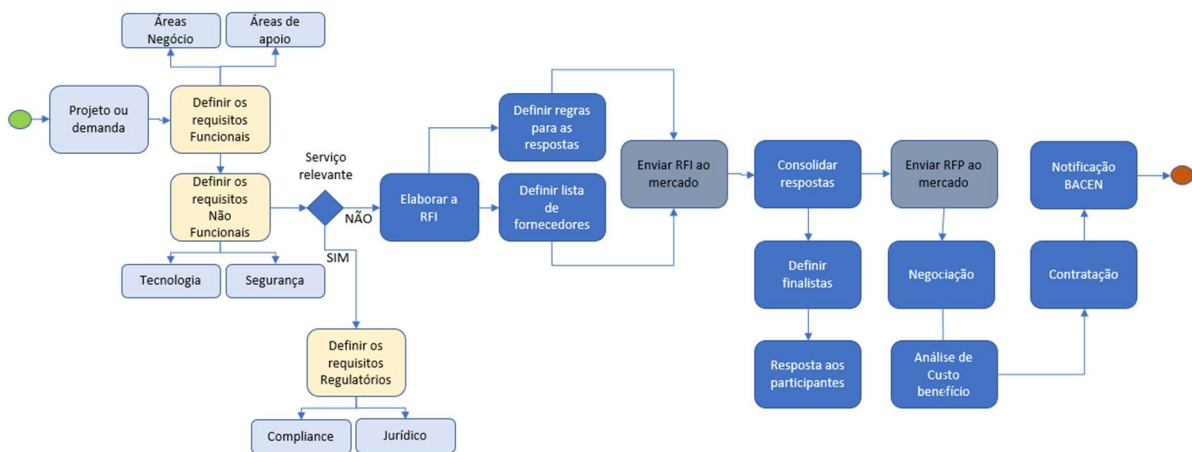 Áreas
Negócio
Áreas de
apoio
Projeto ou
demanda
Definir os
requisitos
Funcionais
Definir os
requisitos
Não
Funcionais
Tecnologia
Segurança
Serviço
relevante
NÃO
SIM
Definir os
requisitos
Regulatórios
Compliance
Jurídico
Elaborar a
RFI
Definir regras
para as
respostas
Definir lista
de
fornecedores
Enviar RFI ao
mercado
Consolidar
respostas
Definir
finalistas
Resposta aos
participantes
Enviar RFP ao
mercado
Negociação
Análise de
Custo
benefício
Contratação
Notificação
BACEN